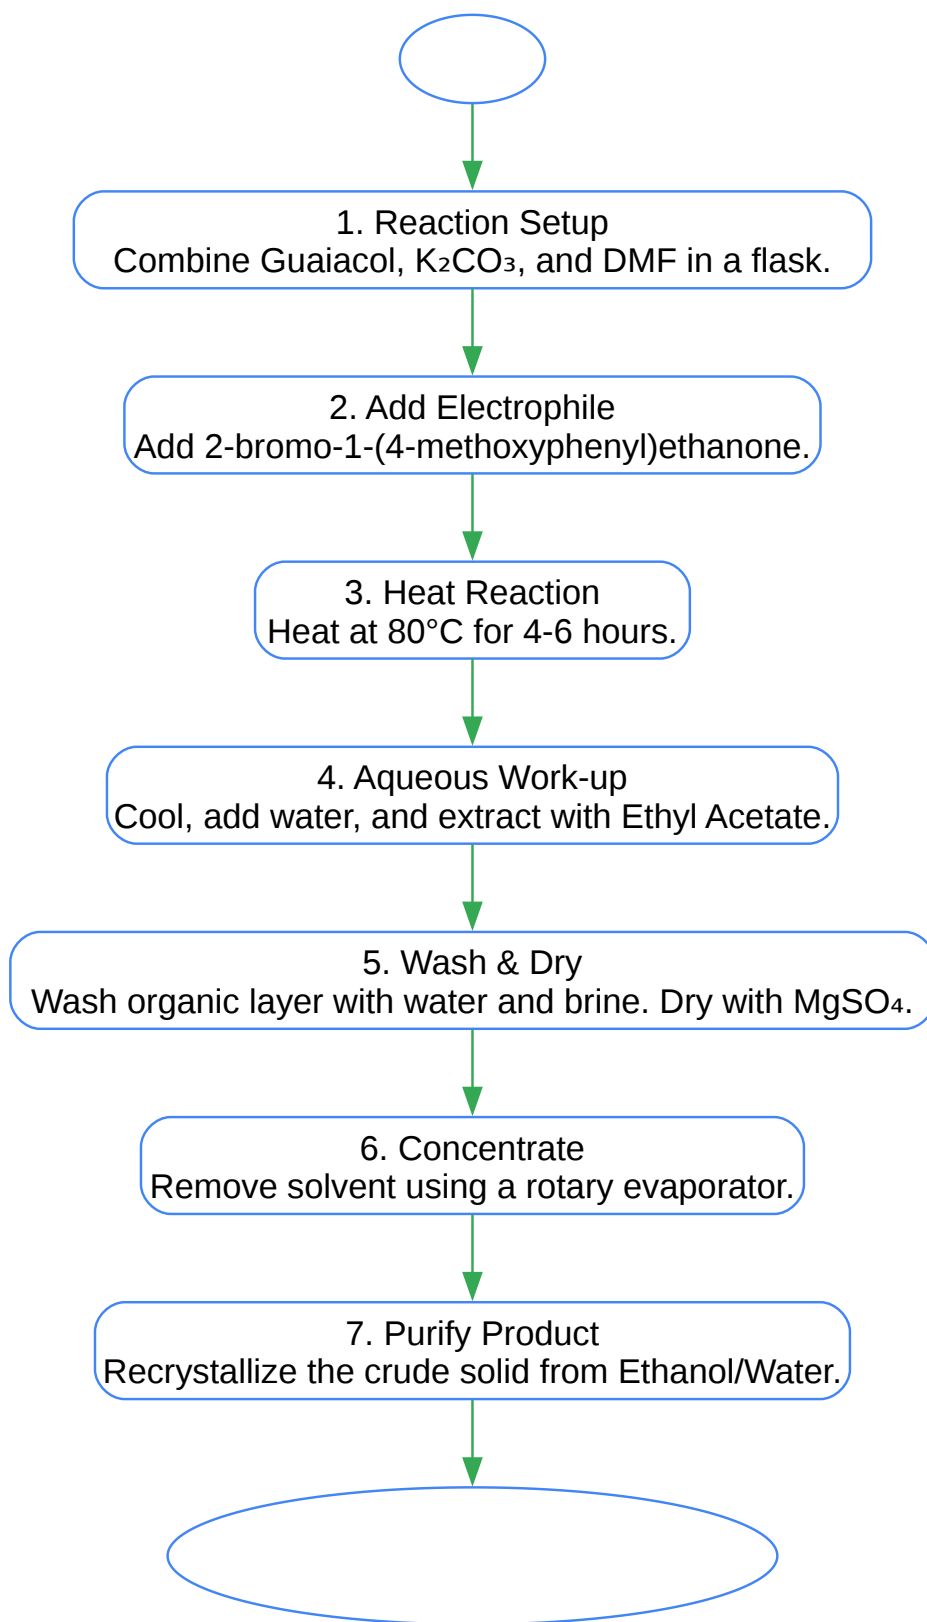 1. Reaction Setup
Combine Guaiacol, K₂CO₃, and DMF in a flask.
2. Add Electrophile
Add 2-bromo-1-(4-methoxyphenyl)ethanone.
3. Heat Reaction
Heat at 80°C for 4-6 hours.
4. Aqueous Work-up
Cool, add water, and extract with Ethyl Acetate.
5. Wash & Dry
Wash organic layer with water and brine. Dry with MgSO₄.
6. Concentrate
Remove solvent using a rotary evaporator.
7. Purify Product
Recrystallize the crude solid from Ethanol/Water.